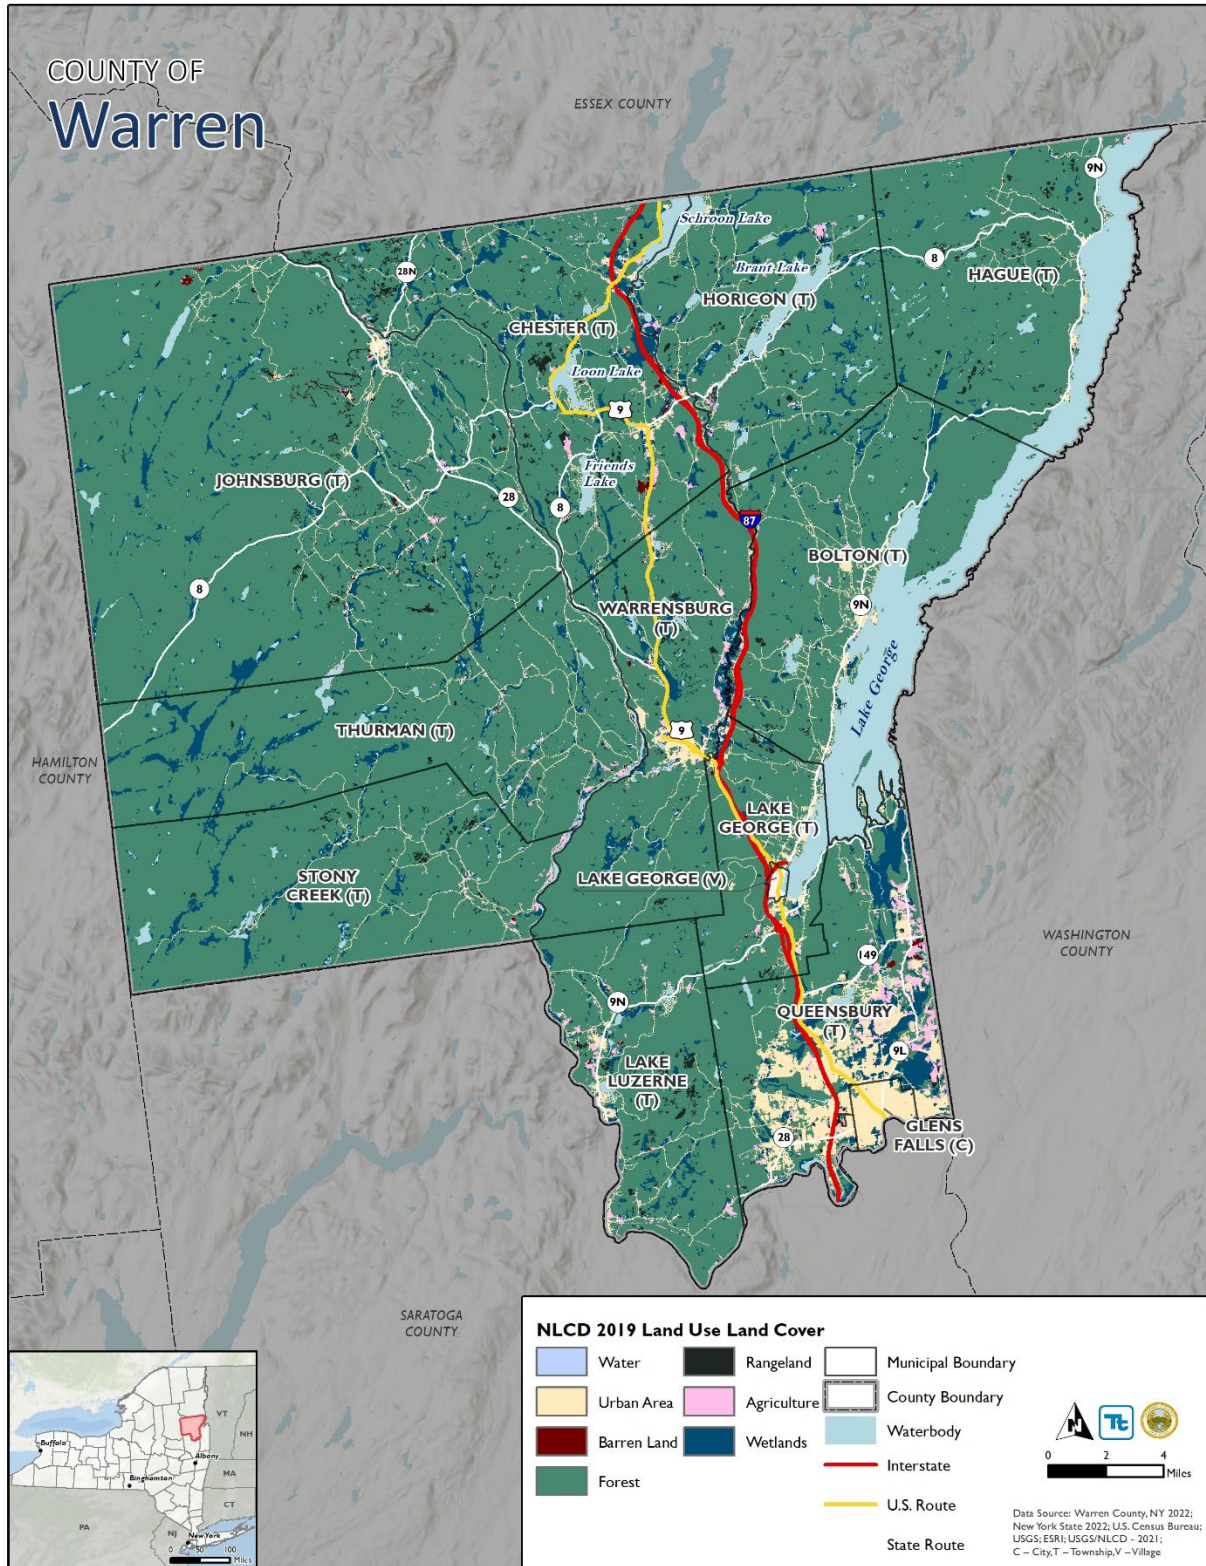 COUNTY OF
Warren
ESSEX COUNTY
9N
Schroon Lake
28N
8
Brant Lake
HAGUE (T)
HORICON (T)
CHESTER (T)
Loon Lake
9
Friends
Lake
JOHNSBURG (T)
28
8
87
BOLTON (T)
8
9N
WARRENSBURG
(T)
Lake George
THURMAN (T)
9
HAMILTON
COUNTY
LAKE
GEORGE (T)
STONY
CREEK (T)
LAKE GEORGE (V)
WASHINGTON
COUNTY
149
9N
QUEENSBURY
(T)
9L
LAKE
LUZERNE
(T)
GLENS
FALLS (C)
28
SARATOGA
COUNTY
NLCD 2019 Land Use Land Cover
Water
Rangeland
Municipal Boundary
Urban Area
Agriculture
County Boundary
Barren Land
Wetlands
Waterbody
Forest
Interstate
U.S. Route
State Route
N
Tt
0 2 4
Miles
Data Source: Warren County, NY 2022;
New York State 2022; U.S. Census Bureau;
USGS; ESRI; USGS/NLCD - 2021;
C – City, T – Township, V – Village
VT
NH
Buffalo
Albany
MA
Binghamton
CT
PA
NJ
New York
0 50 100
Miles